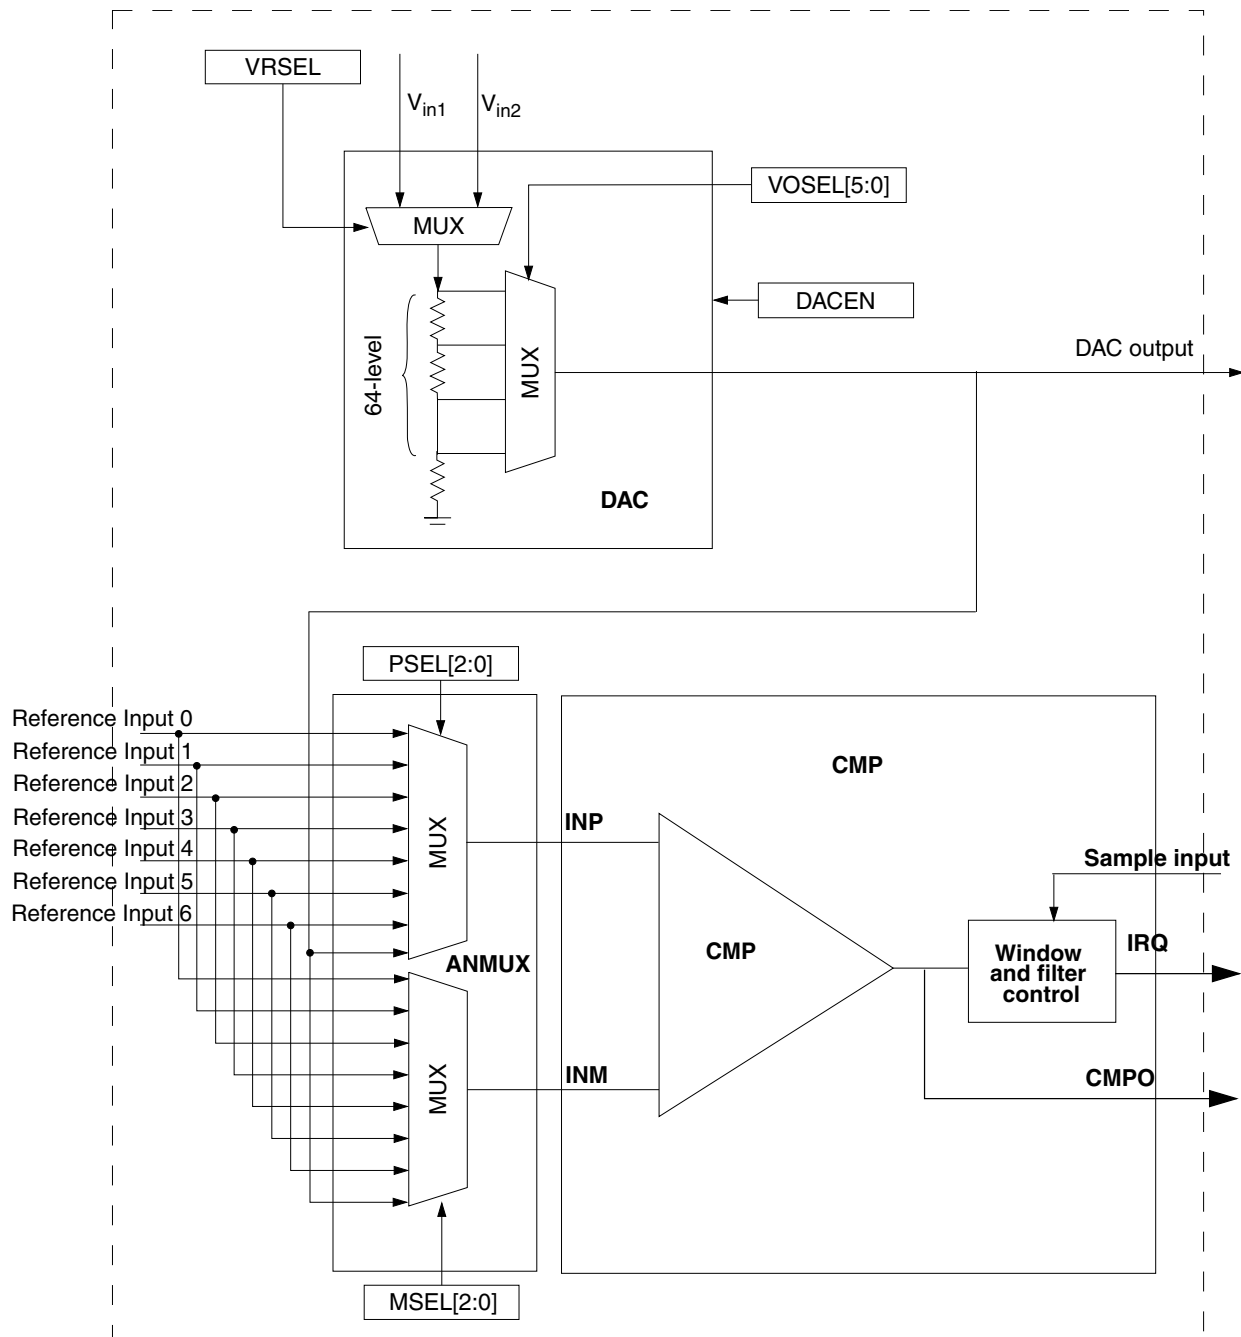 VRSEL
Vin1
Vin2
VOSEL[5:0]
MUX
DACEN
64-level
MUX
DAC output
DAC
PSEL[2:0]
Reference Input 0
Reference Input 1
Reference Input 2
Reference Input 3
Reference Input 4
Reference Input 5
Reference Input 6
MUX
ANMUX
MUX
MSEL[2:0]
INP
INM
CMP
CMP
Sample input
Window
and filter
control
IRQ
CMPO